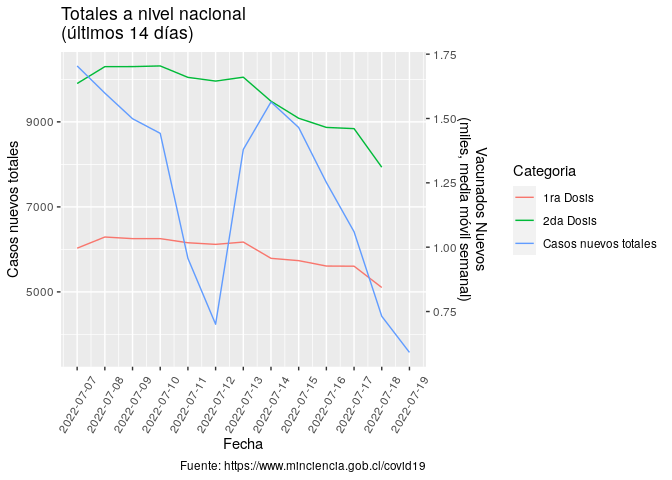 Totales a nivel nacional
(últimos 14 días)
Casos nuevos totales
9000
7000
5000
1.75
1.50
1.25
1.00
0.75
Vacunados Nuevos
(miles, media móvil semanal)
Categoria
1ra Dosis
2da Dosis
Casos nuevos totales
2022-07-07
2022-07-08
2022-07-09
2022-07-10
2022-07-11
2022-07-12
2022-07-13
2022-07-14
2022-07-15
2022-07-16
2022-07-17
2022-07-18
2022-07-19
Fecha
Fuente: https://www.minciencia.gob.cl/covid19